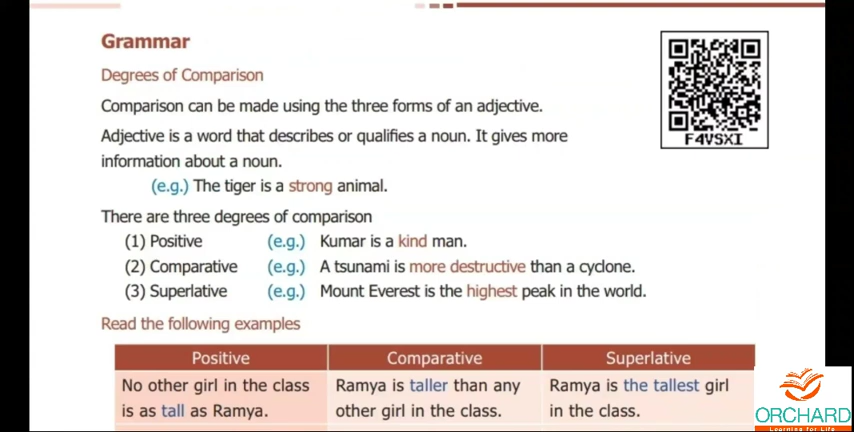 Grammar
Degrees of Comparison
Comparison can be made using the three forms of an adjective.
Adjective is a word that describes or qualifies a noun. It gives more
information about a noun.
(e.g.) The tiger is a strong animal.
There are three degrees of comparison
(1) Positive (e.g.) Kumar is a kind man.
(2) Comparative (e.g.) A tsunami is more destructive than a cyclone.
(3) Superlative (e.g.) Mount Everest is the highest peak in the world.
Read the following examples
Positive Comparative Superlative
No other girl in the class Ramya is taller than any Ramya is the tallest girl
is as tall as Ramya. other girl in the class. in the class.
F4VSXI
ORCHARD
Learning for Life